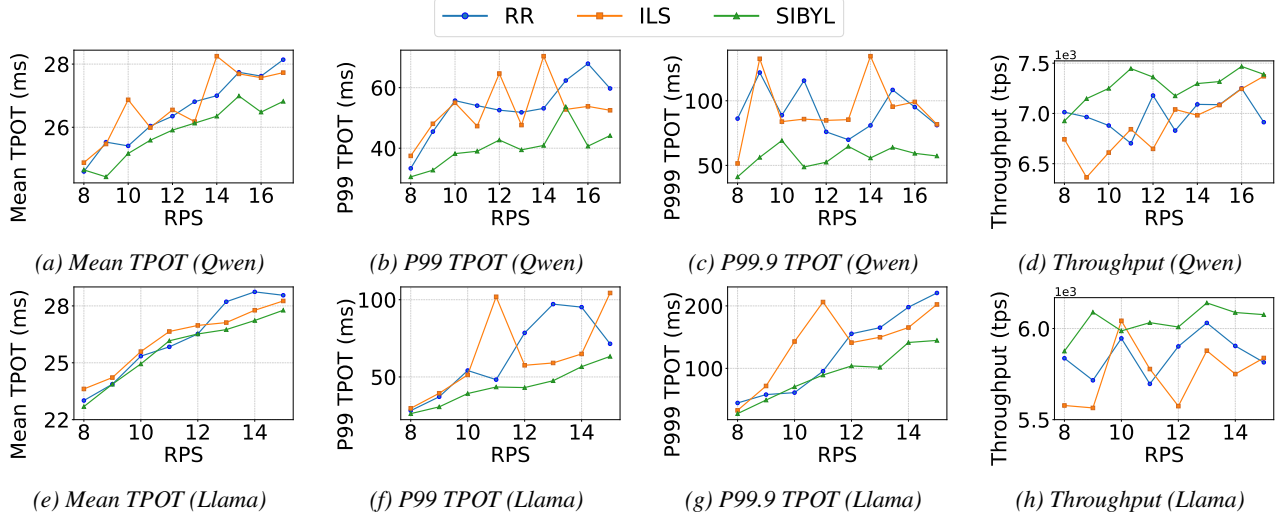 RR ILS SIBYL
Mean TPOT (ms)
28
26
8 10 12 14 16
RPS
P99 TPOT (ms)
60
40
8 10 12 14 16
RPS
P999 TPOT (ms)
100
50
8 10 12 14 16
RPS
Throughput (tps)
1e3
7.5
7.0
6.5
8 10 12 14 16
RPS
(a) Mean TPOT (Qwen)
(b) P99 TPOT (Qwen)
(c) P99.9 TPOT (Qwen)
(d) Throughput (Qwen)
Mean TPOT (ms)
28
25
22
8 10 12 14
RPS
P99 TPOT (ms)
100
50
8 10 12 14
RPS
P999 TPOT (ms)
200
100
8 10 12 14
RPS
Throughput (tps)
1e3
6.0
5.5
8 10 12 14
RPS
(e) Mean TPOT (Llama)
(f) P99 TPOT (Llama)
(g) P99.9 TPOT (Llama)
(h) Throughput (Llama)